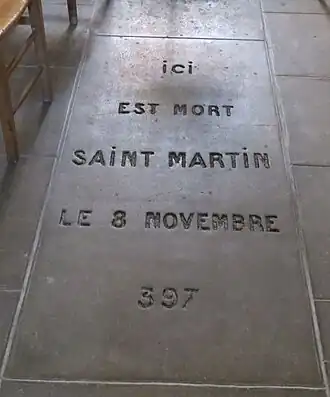 ici
EST MORT
SAINT MARTIN
LE 8 NOVEMBRE
397